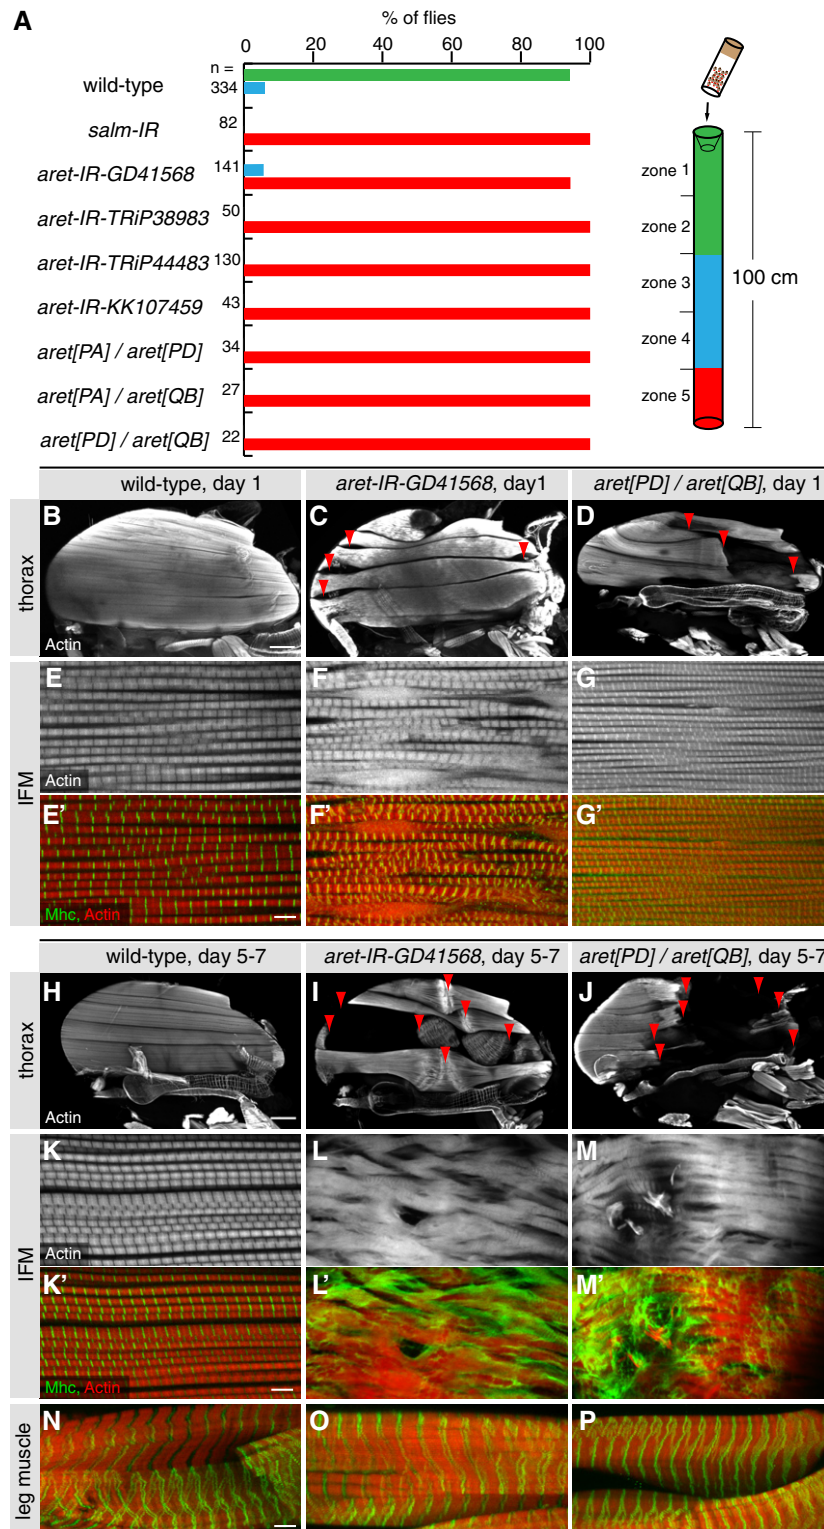 A
% of flies
0 20 40 60 80 100
n =
wild-type 334
salm-IR 82
aret-IR-GD41568 141
aret-IR-TRiP38983 50
aret-IR-TRiP44483 130
aret-IR-KK107459 43
aret[PA] / aret[PD] 34
aret[PA] / aret[QB] 27
aret[PD] / aret[QB] 22
zone 1
zone 2
zone 3
zone 4
zone 5
100 cm
wild-type, day 1 aret-IR-GD41568, day1 aret[PD] / aret[QB], day 1
thorax
B C D
Actin
IFM
E F G
Actin
E' F' G'
Mhc, Actin
wild-type, day 5-7 aret-IR-GD41568, day 5-7 aret[PD] / aret[QB], day 5-7
thorax
H I J
Actin
IFM
K L M
Actin
K' L' M'
Mhc, Actin
leg muscle
N O P